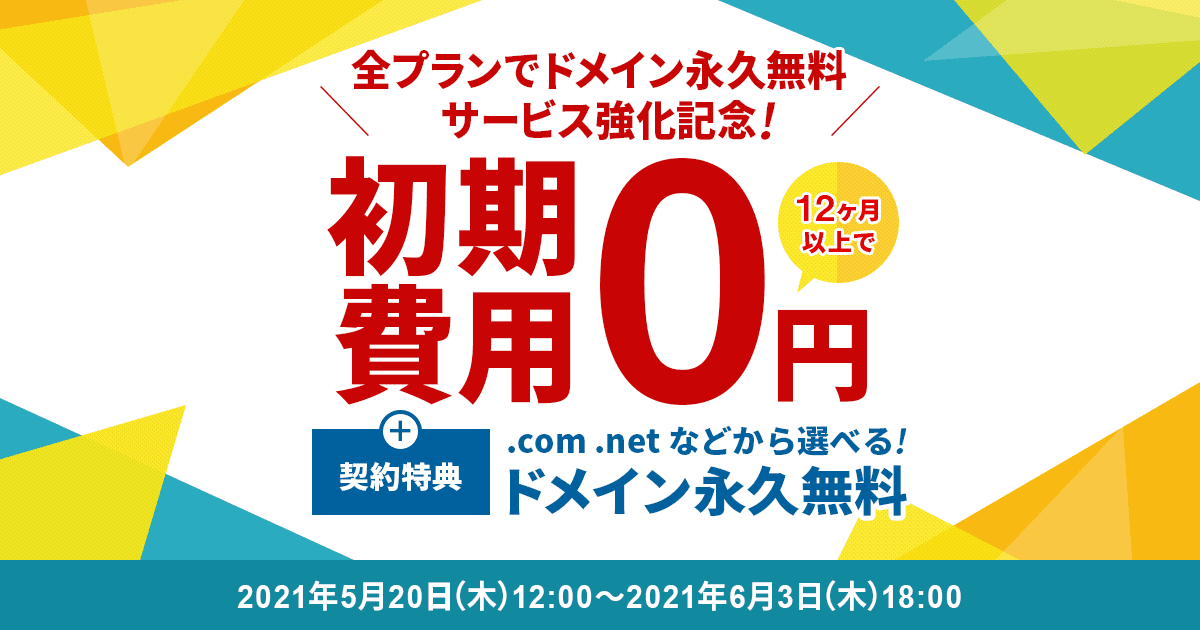 全プランでドメイン永久無料
サービス強化記念!
初期
費用
0円
12ヶ月
以上で
+
契約特典
.com .net などから選べる!
ドメイン永久無料
2021年5月20日(木)12:00〜2021年6月3日(木)18:00